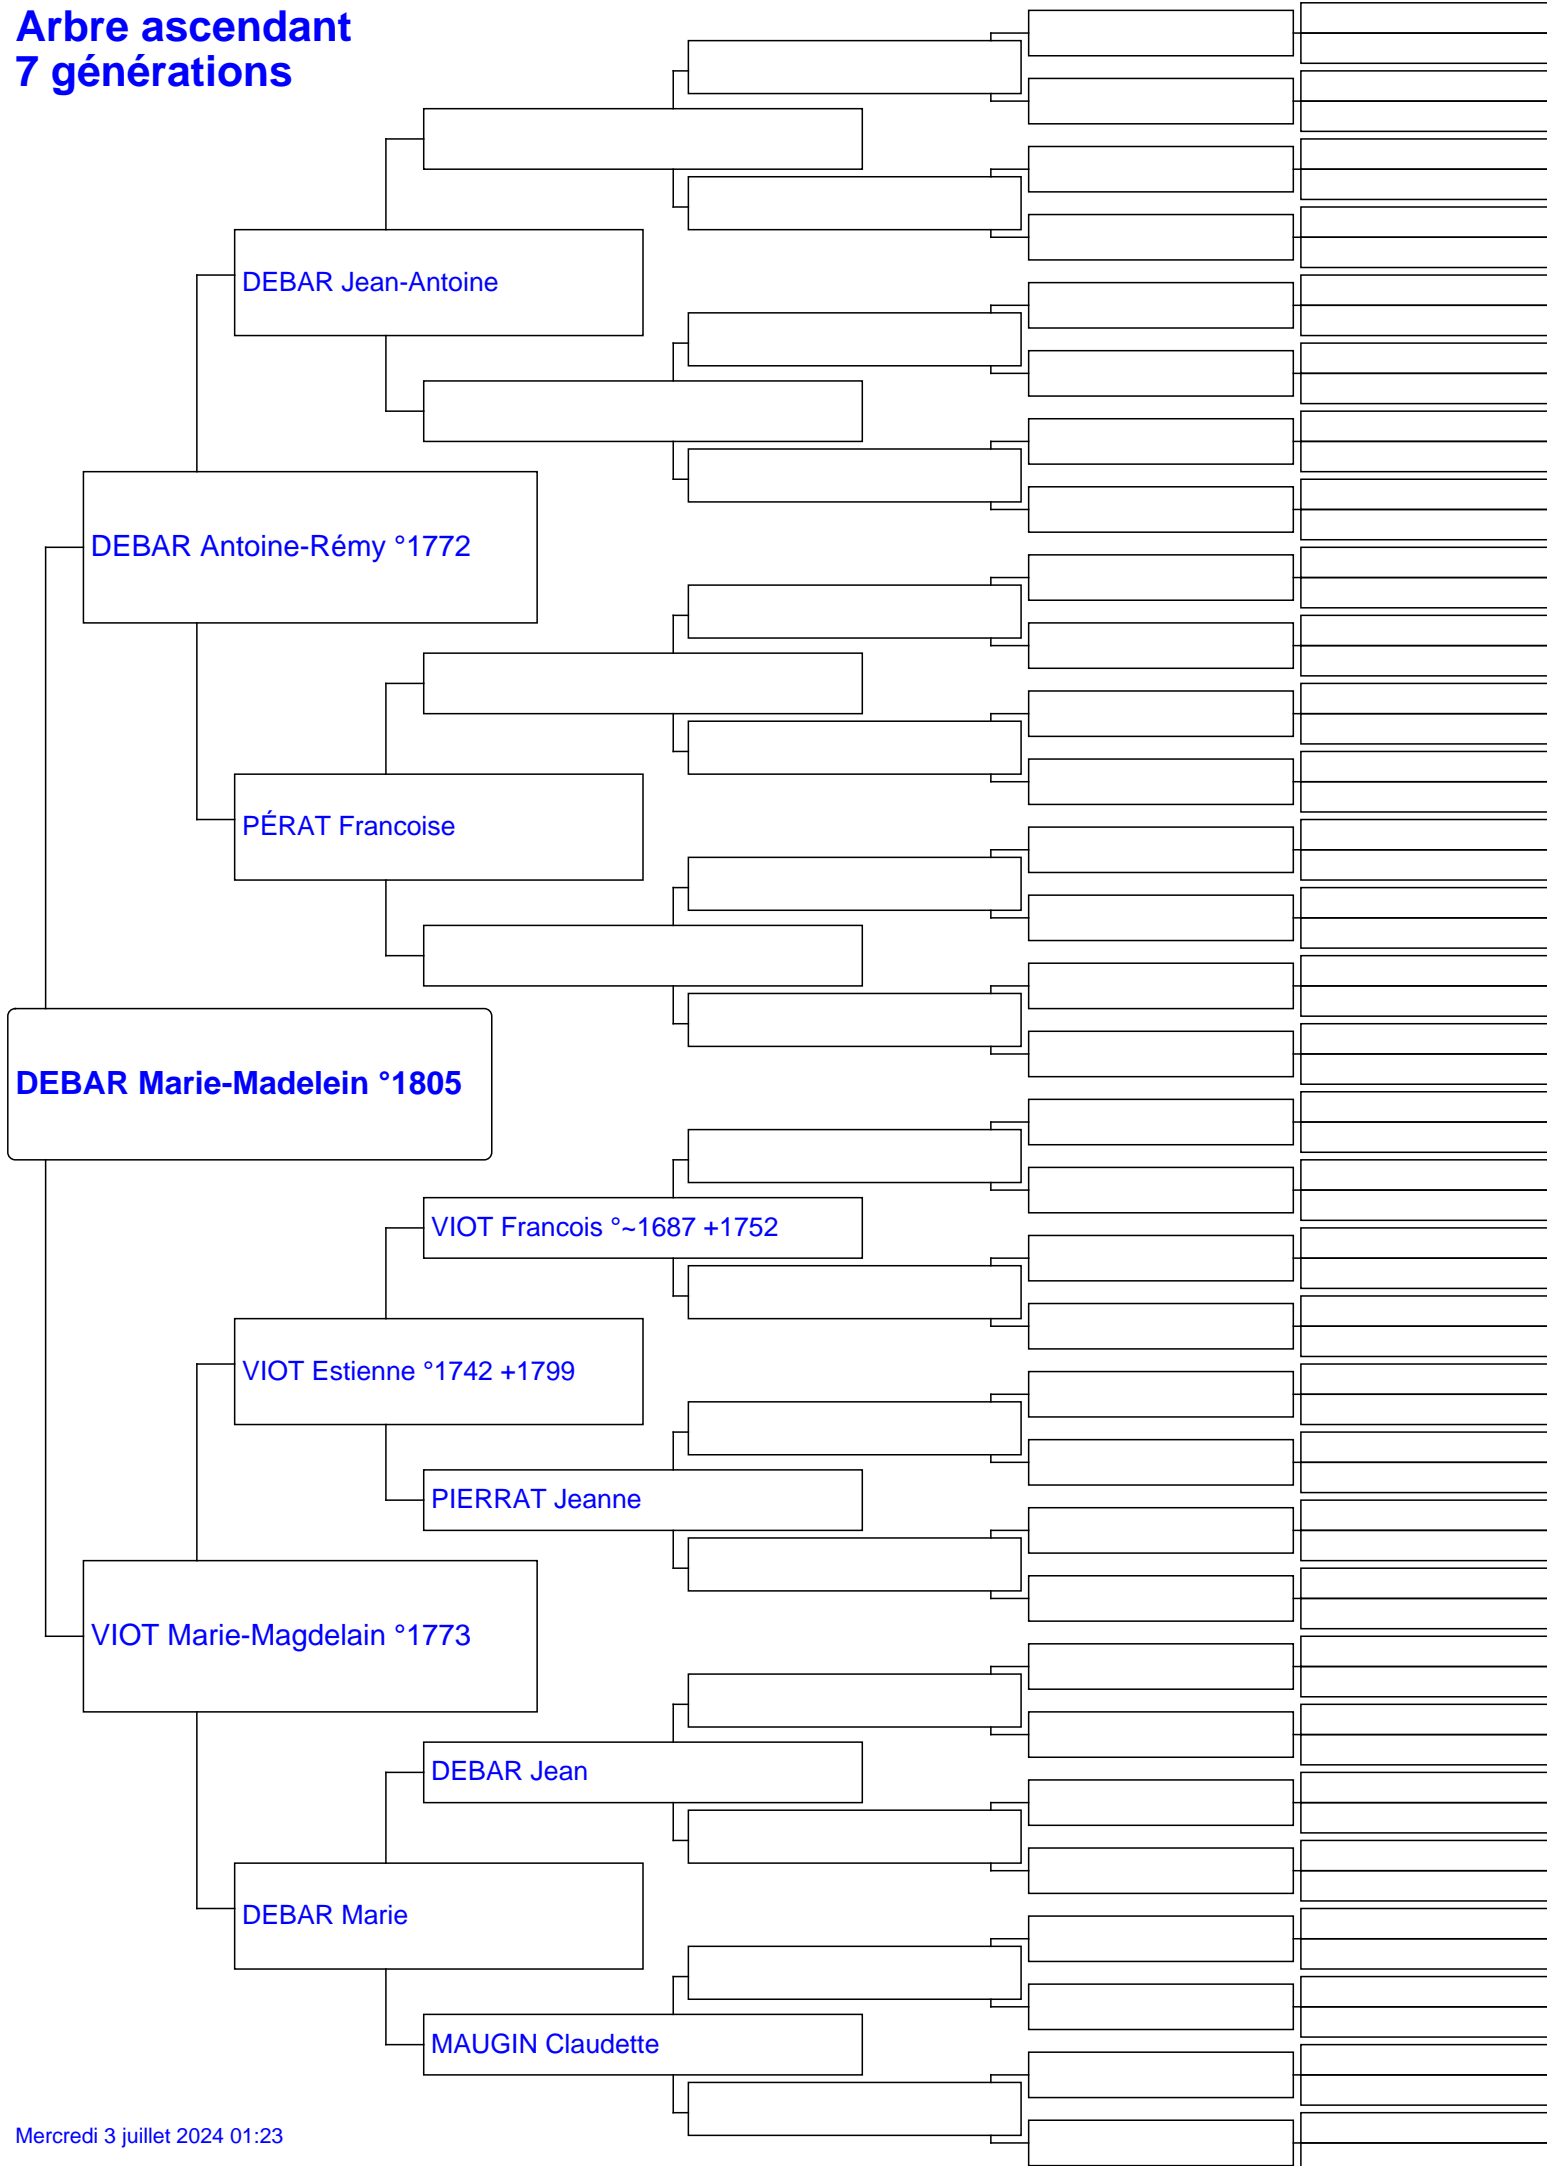 Arbre ascendant
7 générations
DEBAR Jean-Antoine
DEBAR Antoine-Rémy °1772
PÉRAT Francoise
DEBAR Marie-Madelein °1805
VIOT Francois °~1687 +1752
VIOT Estienne °1742 +1799
PIERRAT Jeanne
VIOT Marie-Magdelain °1773
DEBAR Jean
DEBAR Marie
MAUGIN Claudette
Mercredi 3 juillet 2024 01:23